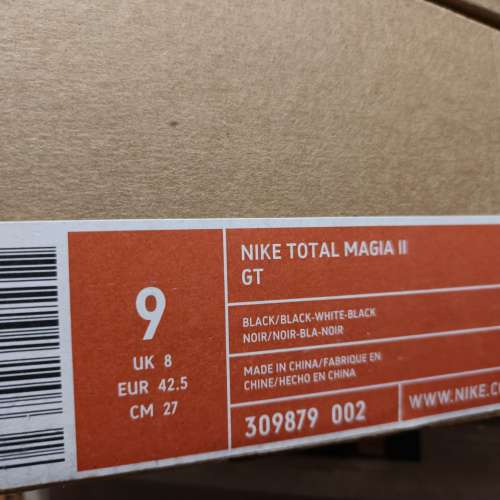 9
UK 8
EUR 42.5
CM 27
NIKE TOTAL MAGIA II
GT
BLACK/BLACK-WHITE-BLACK
NOIR/NOIR-BLA-NOIR
MADE IN CHINA/FABRIQUE EN
CHINE/HECHO EN CHINA
309879 002
WWW.NIKE.CO